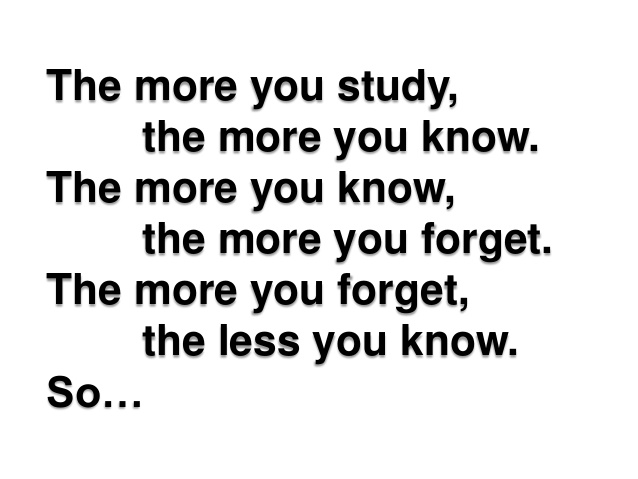 The more you study,
the more you know.
The more you know,
the more you forget.
The more you forget,
the less you know.
So…